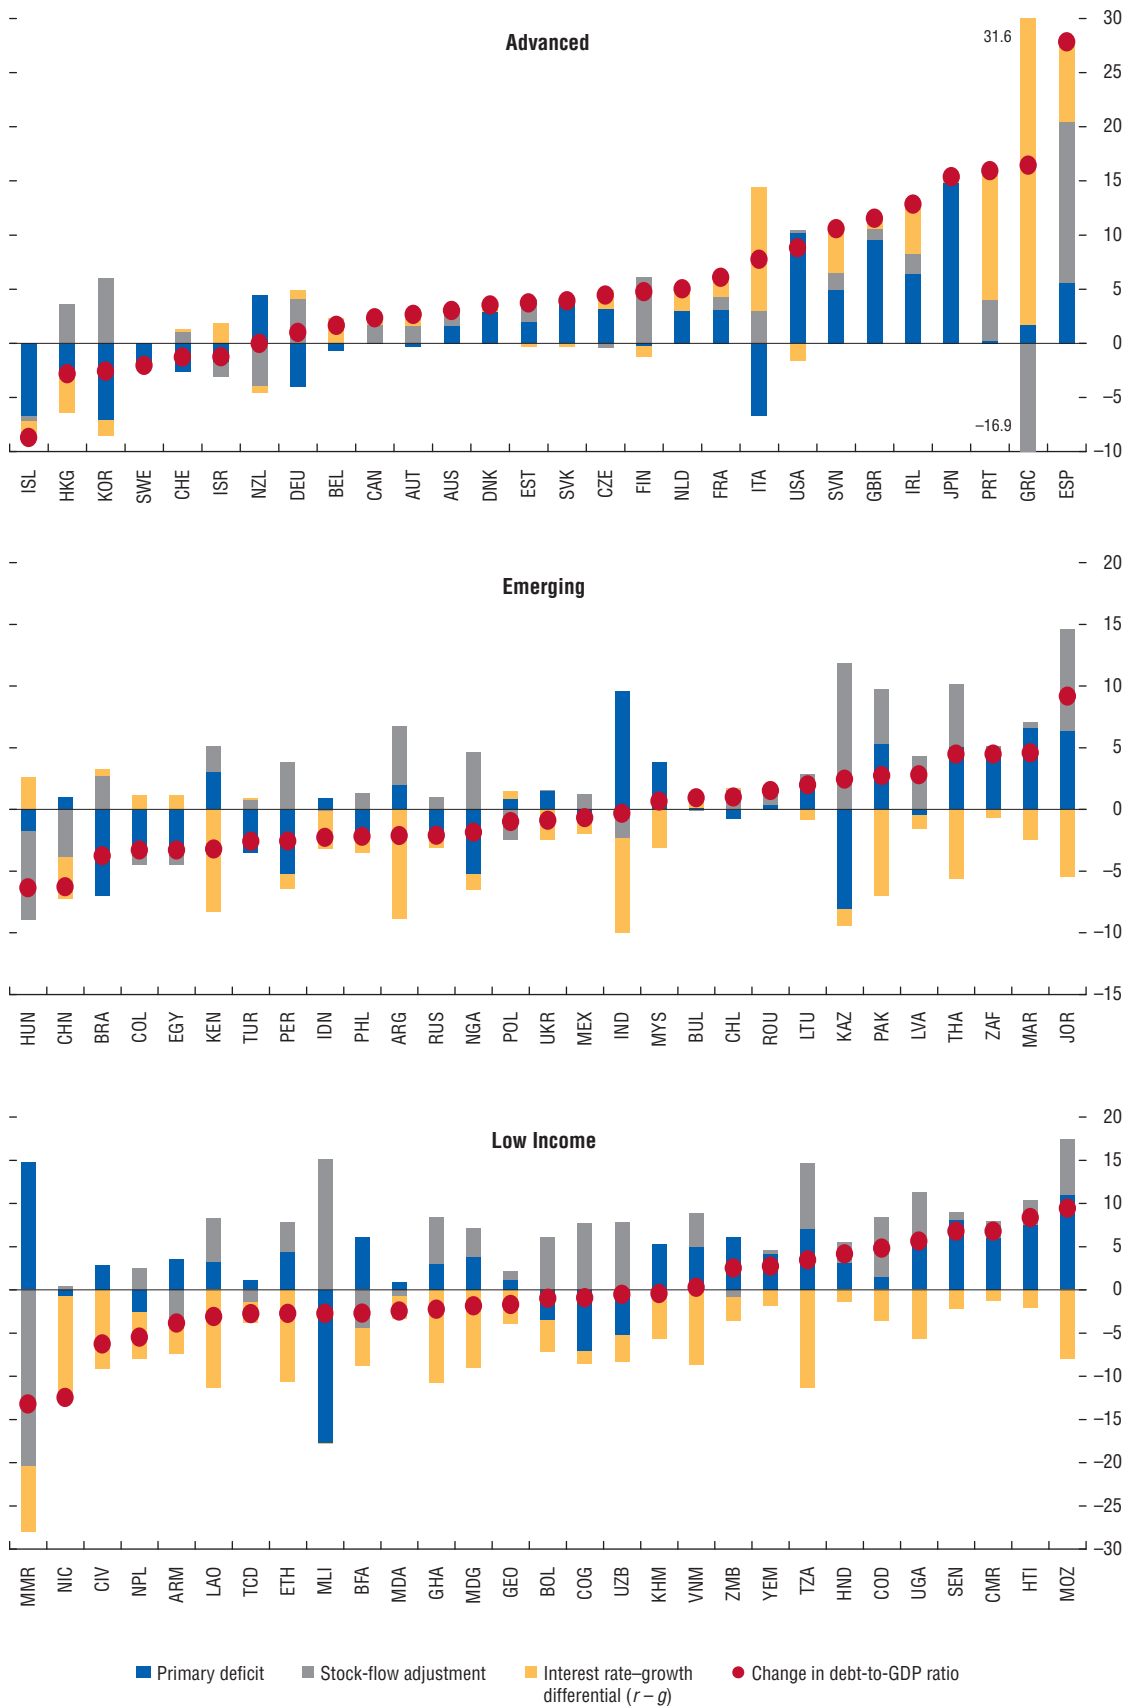 Advanced
30
25
20
15
10
5
0
–5
–10
31.6
–16.9
ISL HKG KOR SWE CHE ISR NZL DEU BEL CAN AUT AUS DNK EST SVK CZE FIN NLD FRA ITA USA SVN GBR IRL JPN PRT GRC ESP
Emerging
20
15
10
5
0
–5
–10
–15
HUN CHN BRA COL EGY KEN TUR PER IDN PHL ARG RUS NGA POL UKR MEX IND MYS BUL CHL ROU LTU KAZ PAK LVA THA ZAF MAR JOR
Low Income
20
15
10
5
0
–5
–10
–15
–20
–25
–30
MMR NIC CIV NPL ARM LAO TCD ETH MLI BFA MDA GHA MDG GEO BOL COG UZB KHM VNM ZMB YEM TZA HND COD UGA SEN CMR HTI MOZ
Primary deficit
Stock-flow adjustment
Interest rate–growth
differential (r – g)
Change in debt-to-GDP ratio